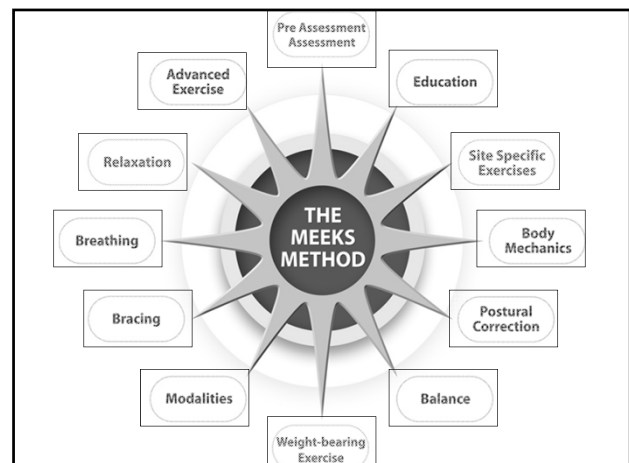 Pre Assessment
Assessment
Advanced
Exercise
Education
Relaxation
Site Specific
Exercises
THE
MEEKS
METHOD
Breathing
Body
Mechanics
Bracing
Postural
Correction
Modalities
Balance
Weight-bearing
Exercise